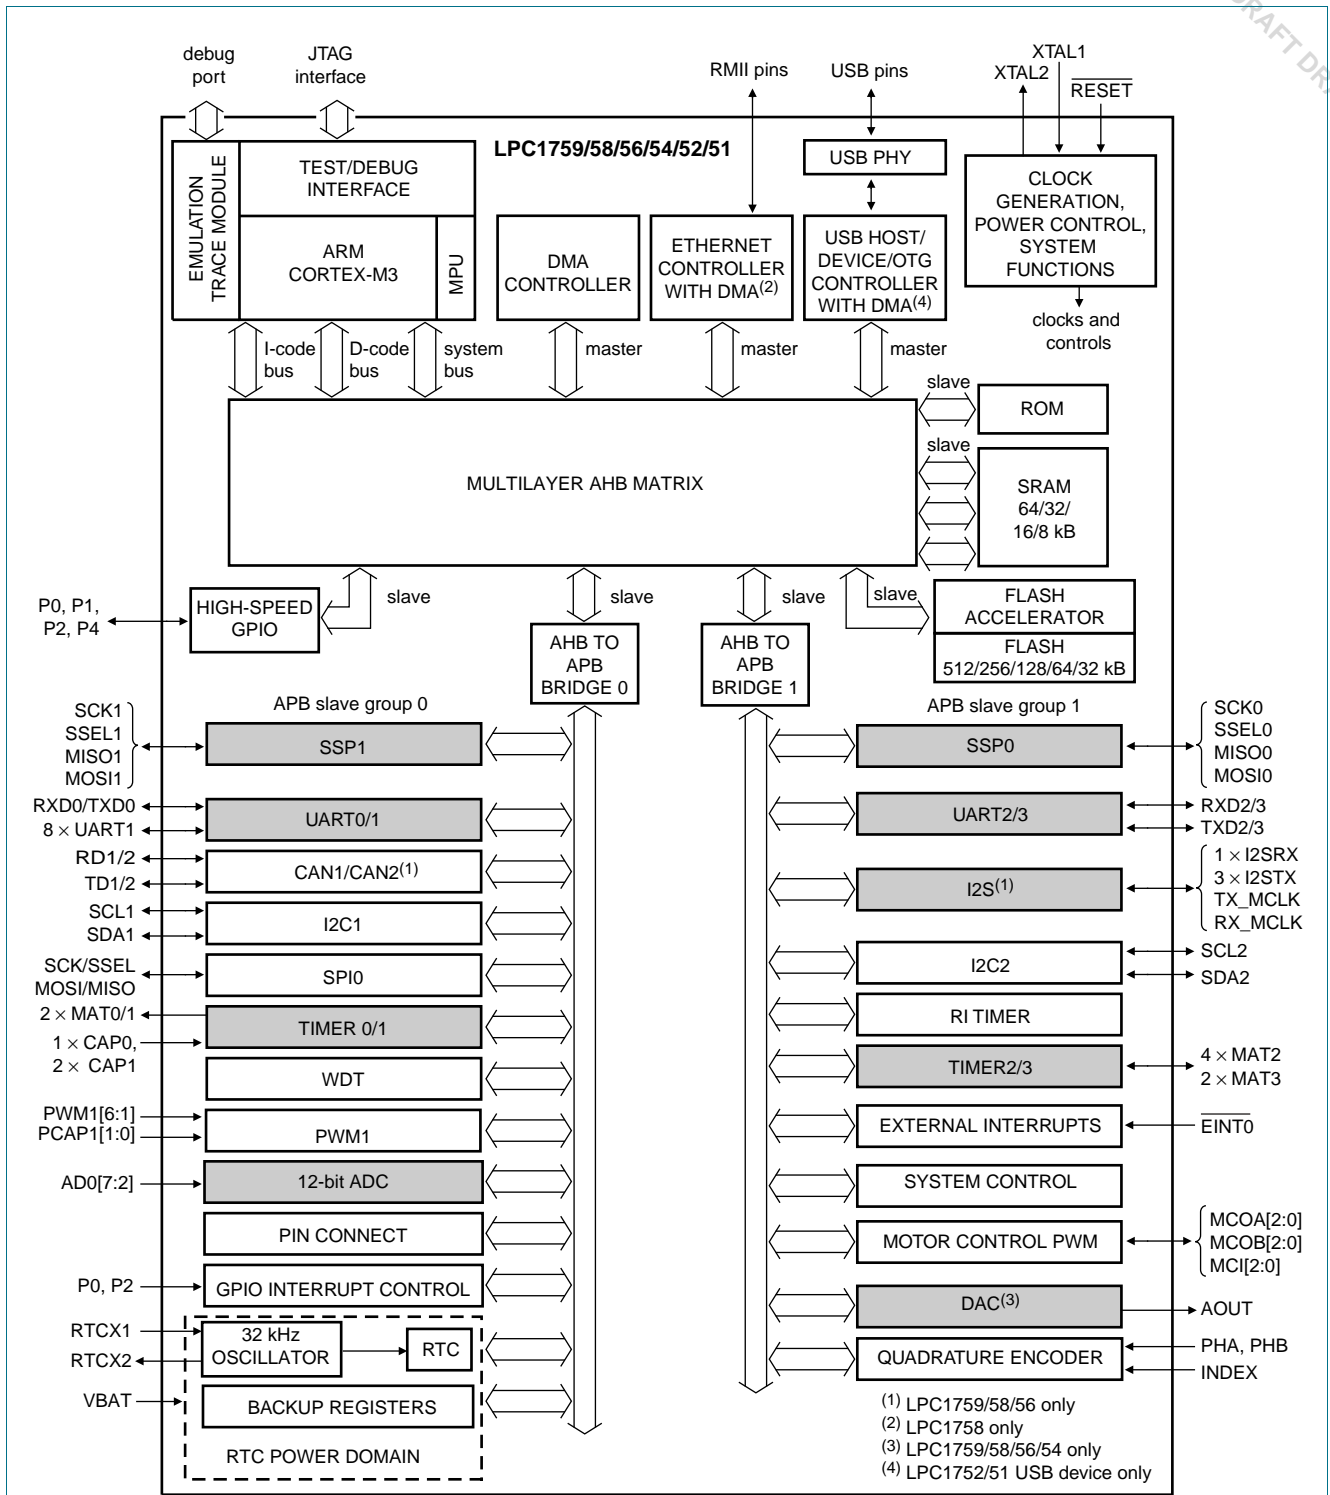 DRAFT DRA
debug
port
JTAG
interface
RMII pins
USB pins
XTAL1
XTAL2
RESET
LPC1759/58/56/54/52/51
EMULATION
TRACE MODULE
TEST/DEBUG
INTERFACE
ARM
CORTEX-M3
MPU
DMA
CONTROLLER
ETHERNET
CONTROLLER
WITH DMA(2)
USB PHY
USB HOST/
DEVICE/OTG
CONTROLLER
WITH DMA(4)
CLOCK
GENERATION,
POWER CONTROL,
SYSTEM
FUNCTIONS
clocks and
controls
I-code
bus
D-code
bus
system
bus
master
master
master
slave
ROM
slave
SRAM
64/32/
16/8 kB
MULTILAYER AHB MATRIX
P0, P1,
P2, P4
HIGH-SPEED
GPIO
slave
slave
slave
slave
FLASH
ACCELERATOR
FLASH
512/256/128/64/32 kB
AHB TO
APB
BRIDGE 0
AHB TO
APB
BRIDGE 1
APB slave group 0
SCK1
SSEL1
MISO1
MOSI1
SSP1
RXD0/TXD0
8 × UART1
UART0/1
RD1/2
TD1/2
CAN1/CAN2(1)
SCL1
SDA1
I2C1
SCK/SSEL
MOSI/MISO
SPI0
2 × MAT0/1
1 × CAP0,
2 × CAP1
TIMER 0/1
WDT
PWM1[6:1]
PCAP1[1:0]
PWM1
AD0[7:2]
12-bit ADC
PIN CONNECT
P0, P2
GPIO INTERRUPT CONTROL
RTCX1
RTCX2
32 kHz
OSCILLATOR
RTC
VBAT
BACKUP REGISTERS
RTC POWER DOMAIN
APB slave group 1
SSP0
SCK0
SSEL0
MISO0
MOSI0
UART2/3
RXD2/3
TXD2/3
I2S(1)
1 × I2SRX
3 × I2STX
TX_MCLK
RX_MCLK
I2C2
SCL2
SDA2
RI TIMER
TIMER2/3
4 × MAT2
2 × MAT3
EXTERNAL INTERRUPTS
EINT0
SYSTEM CONTROL
MOTOR CONTROL PWM
MCOA[2:0]
MCOB[2:0]
MCI[2:0]
DAC(3)
AOUT
QUADRATURE ENCODER
PHA, PHB
INDEX
(1) LPC1759/58/56 only
(2) LPC1758 only
(3) LPC1759/58/56/54 only
(4) LPC1752/51 USB device only